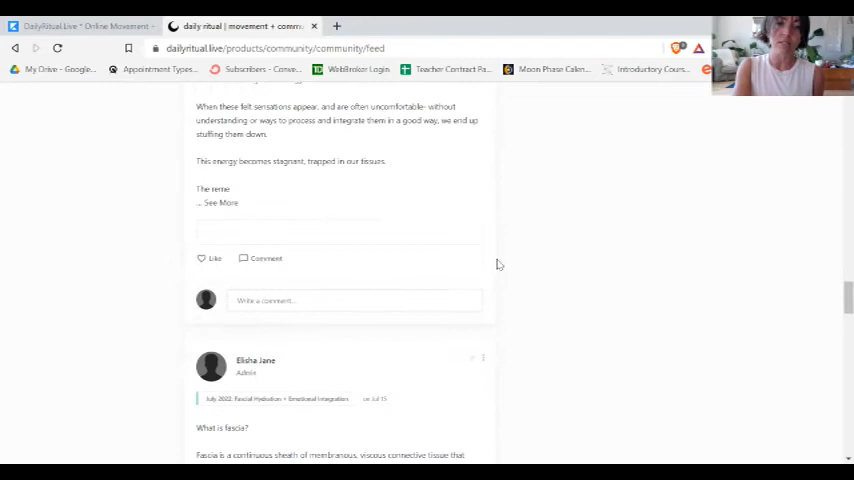 DailyRitual.Live * Online Movement
daily ritual | movement + commu
dailyritual.live/products/community/community/feed
My Drive - Google...
Appointment Types...
Subscribers - Conve...
WebBroker Login
Teacher Contract Pa...
Moon Phase Calen...
Introductory Cours...
When these felt sensations appear, and are often uncomfortable- without
understanding or ways to process and integrate them in a good way, we end up
stuffing them down.
This energy becomes stagnant, trapped in our tissues.
The reme
... See More
Like
Comment
Write a comment...
Elisha Jane
Admin
July 2022: Fascial Hydration + Emotional Integration
on Jul 15
What is fascia?
Fascia is a continuous sheath of membranous, viscous connective tissue that